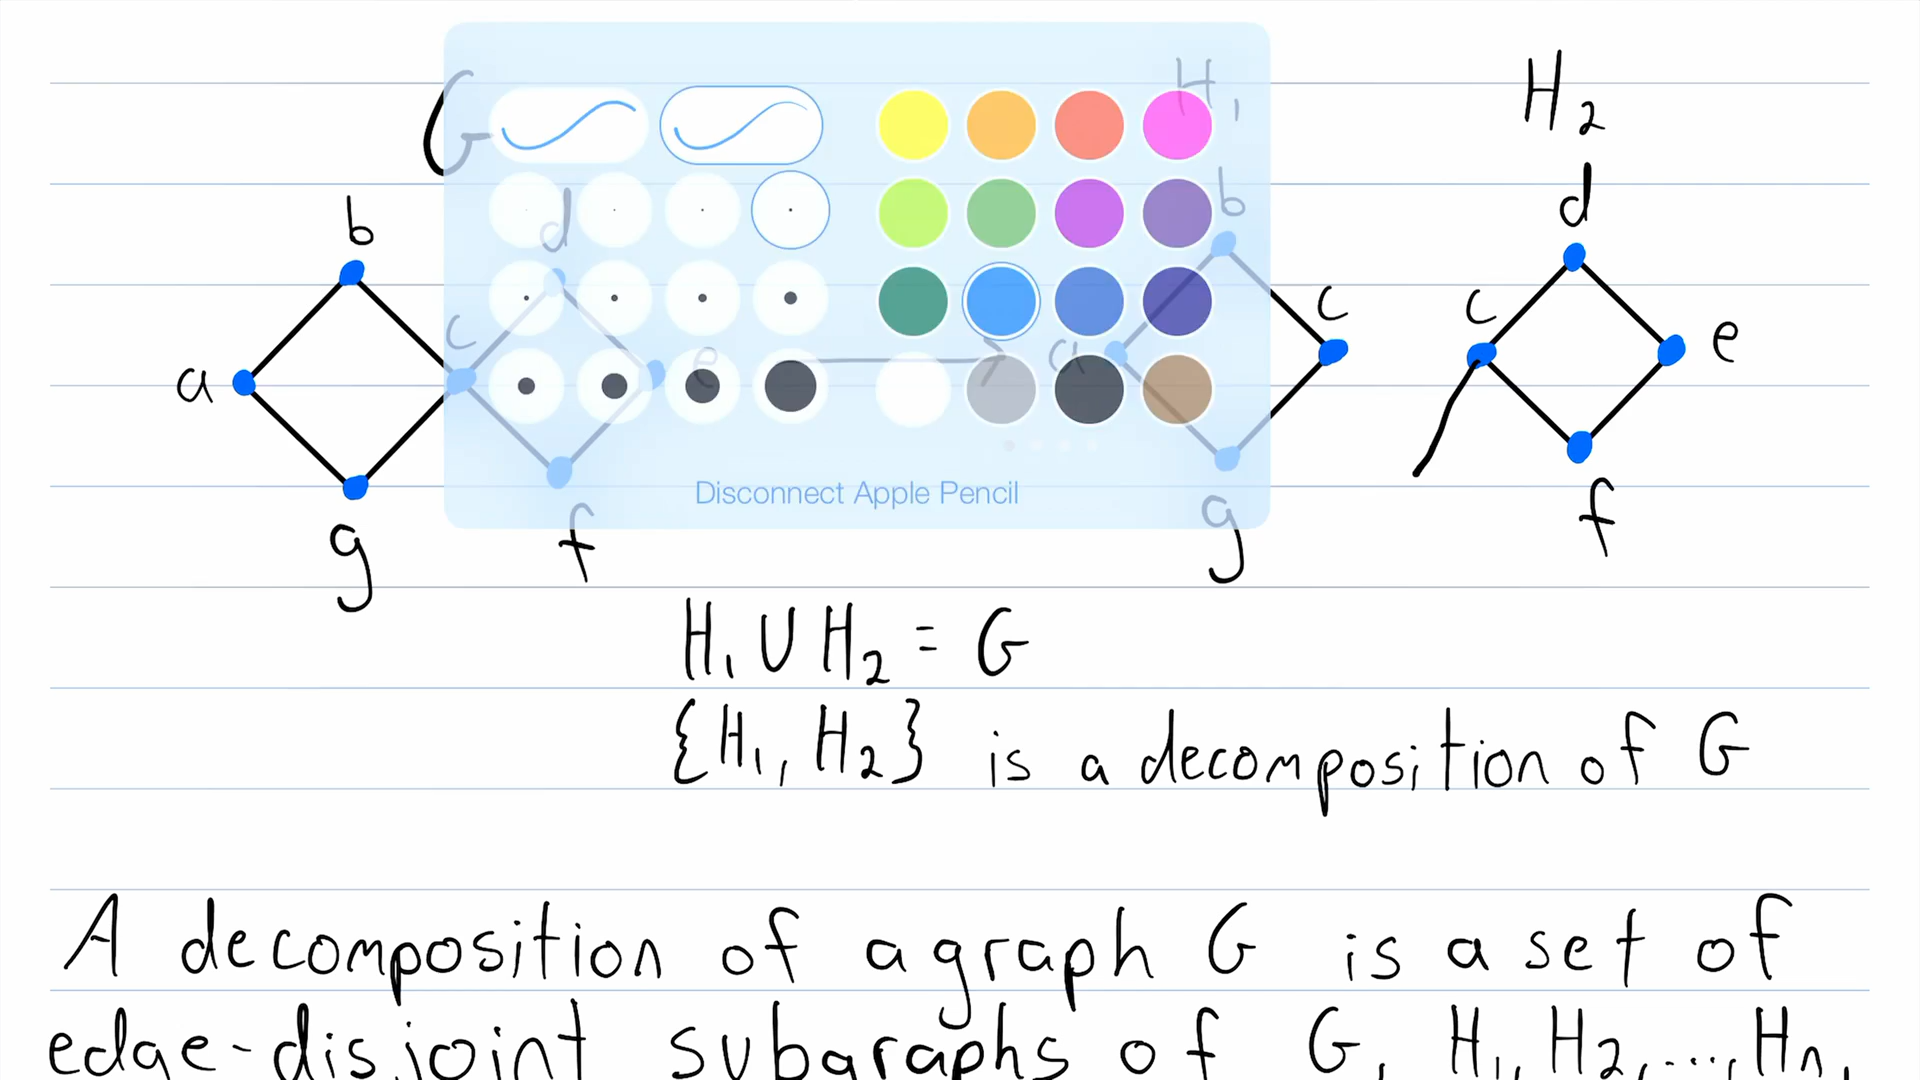 G H₁ H₂
b d b d
a c e a c c e
g f g f
Disconnect Apple Pencil
H₁ ∪ H₂ = G
{H₁, H₂} is a decomposition of G
A decomposition of a graph G is a set of
edge-disjoint subgraphs of G, H₁, H₂, ..., Hn,